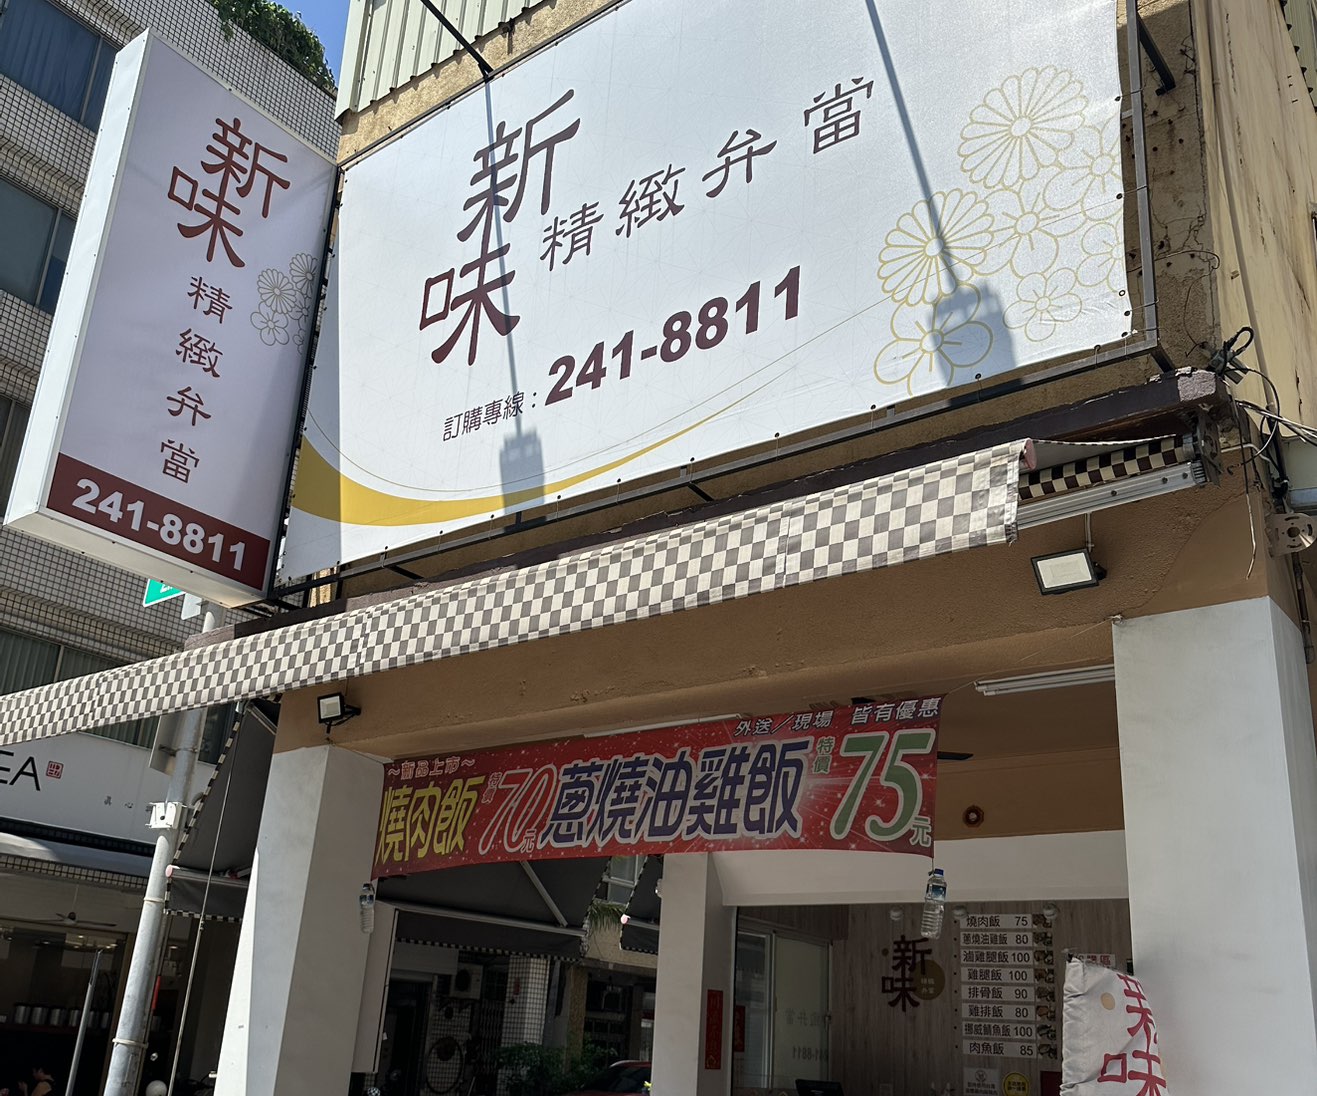 新味
精緻弁當
241-8811
新味
精緻弁當
訂購專線：241-8811
外送／現場 皆有優惠
～新品上市～
燒肉飯 特價70元 蔥燒油雞飯 特價75元
EA
新味
燒肉飯 75
蔥燒油雞飯 80
滷雞腿飯 100
雞腿飯 100
排骨飯 90
雞排飯 80
挪威鯖魚飯 100
肉魚飯 85
新味